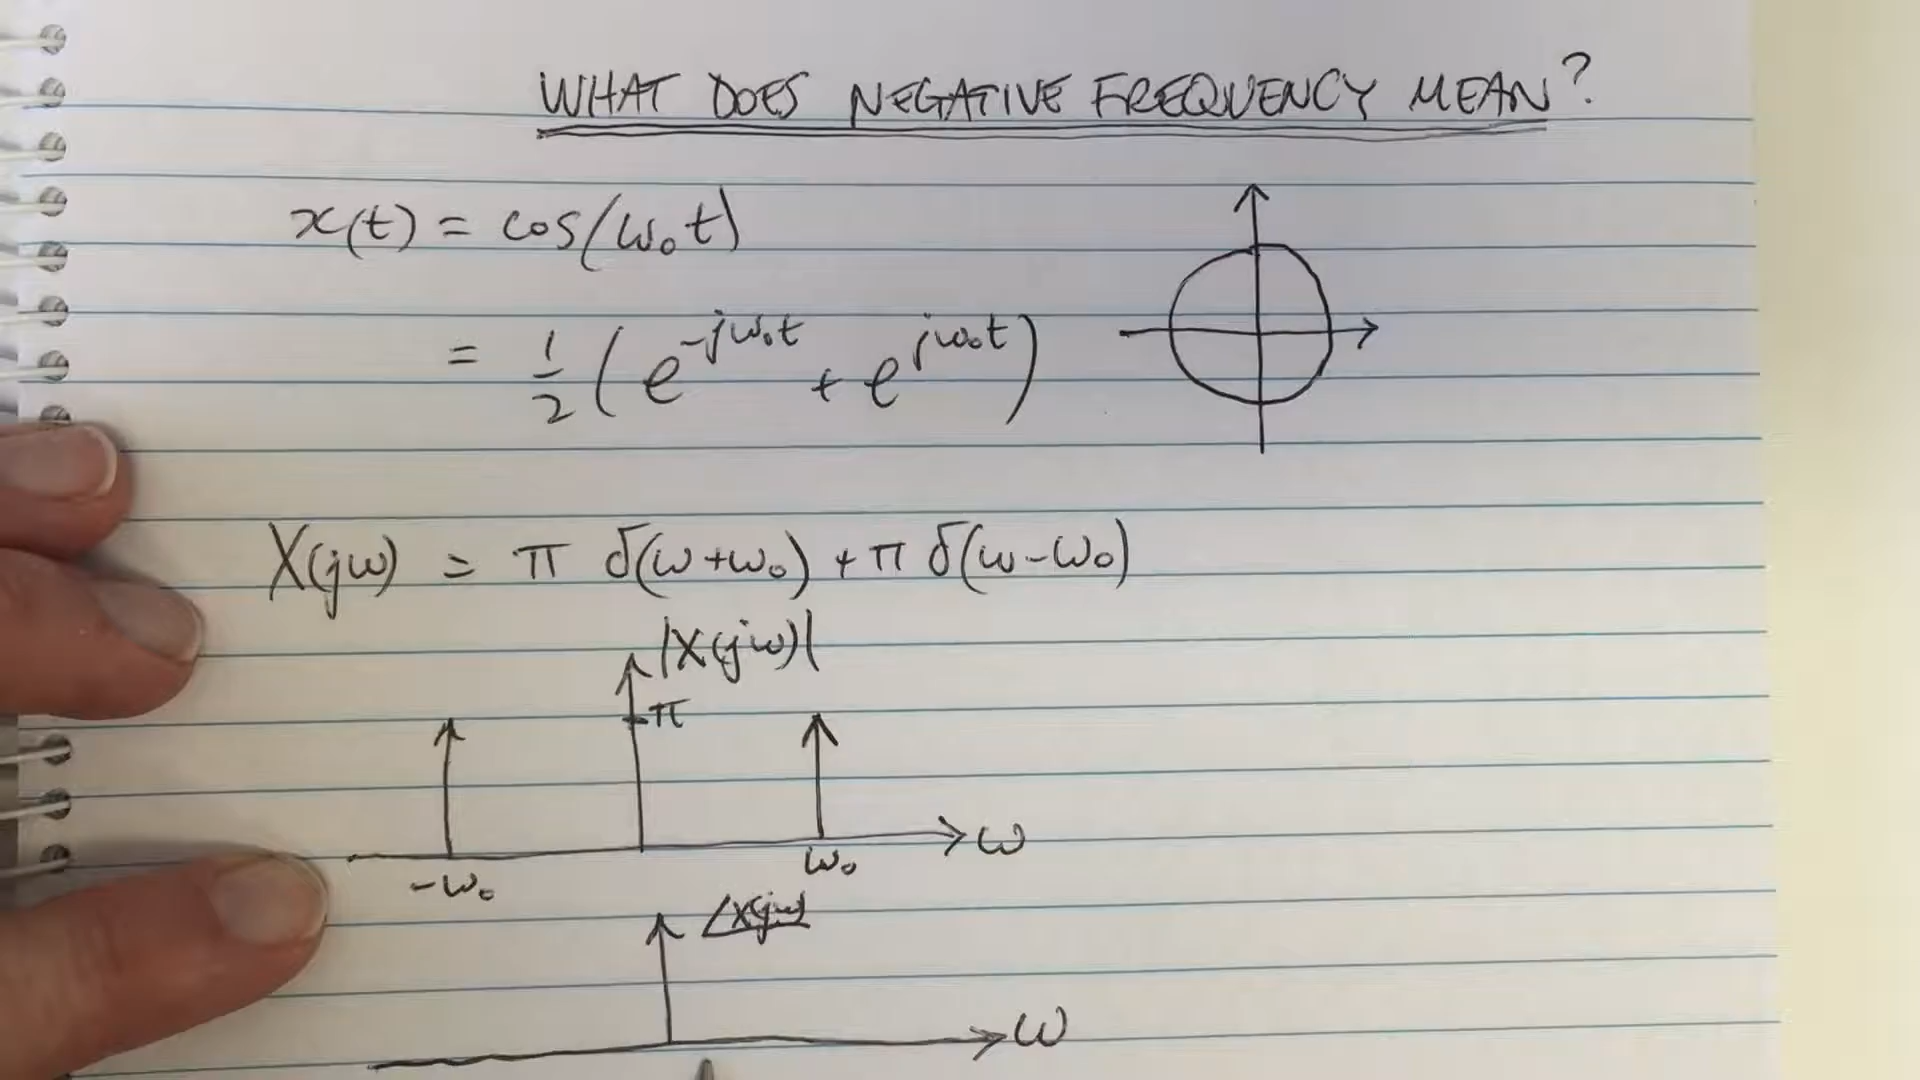 WHAT DOES NEGATIVE FREQUENCY MEAN?
x(t) = cos(ω₀t)
= 1/2 (e^{-jω₀t} + e^{jω₀t})
X(jω) = π δ(ω+ω₀) + π δ(ω-ω₀)
|X(jω)|
π
-ω₀ ω₀ ω
∠X(jω)
ω